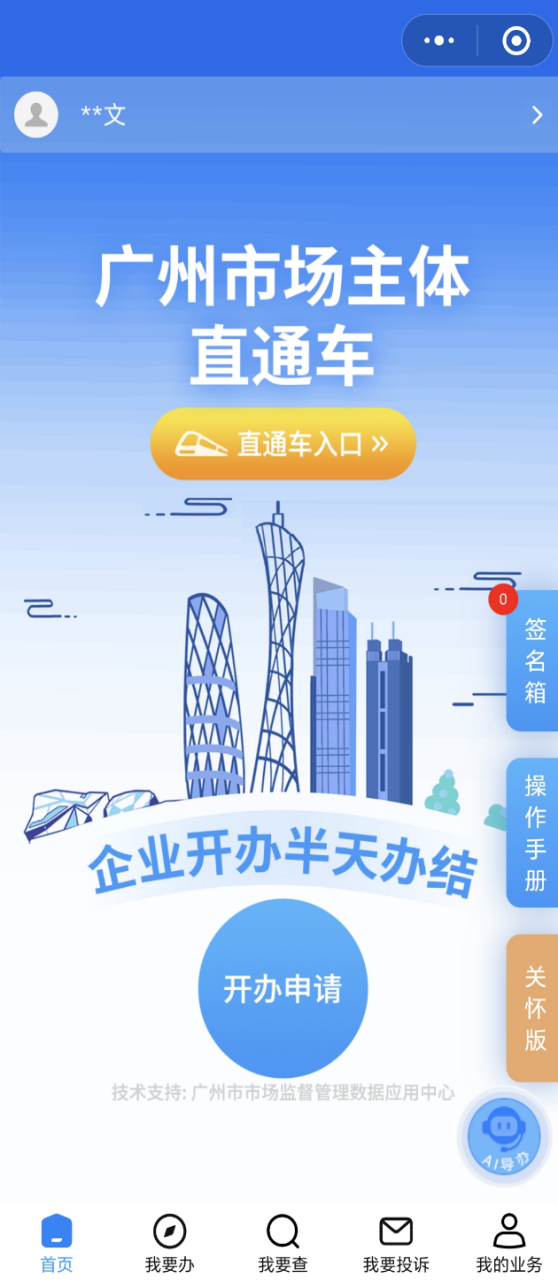 **文
广州市场主体
直通车
直通车入口
0
签名箱
操作手册
企业开办半天办结
开办申请
关怀版
技术支持: 广州市市场监督管理数据应用中心
AI导办
首页
我要办
我要查
我要投诉
我的业务